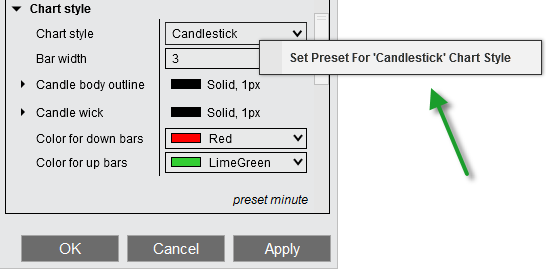 Chart style
Chart style Candlestick
Bar width 3
Set Preset For 'Candlestick' Chart Style
Candle body outline Solid, 1px
Candle wick Solid, 1px
Color for down bars Red
Color for up bars LimeGreen
preset minute
OK Cancel Apply